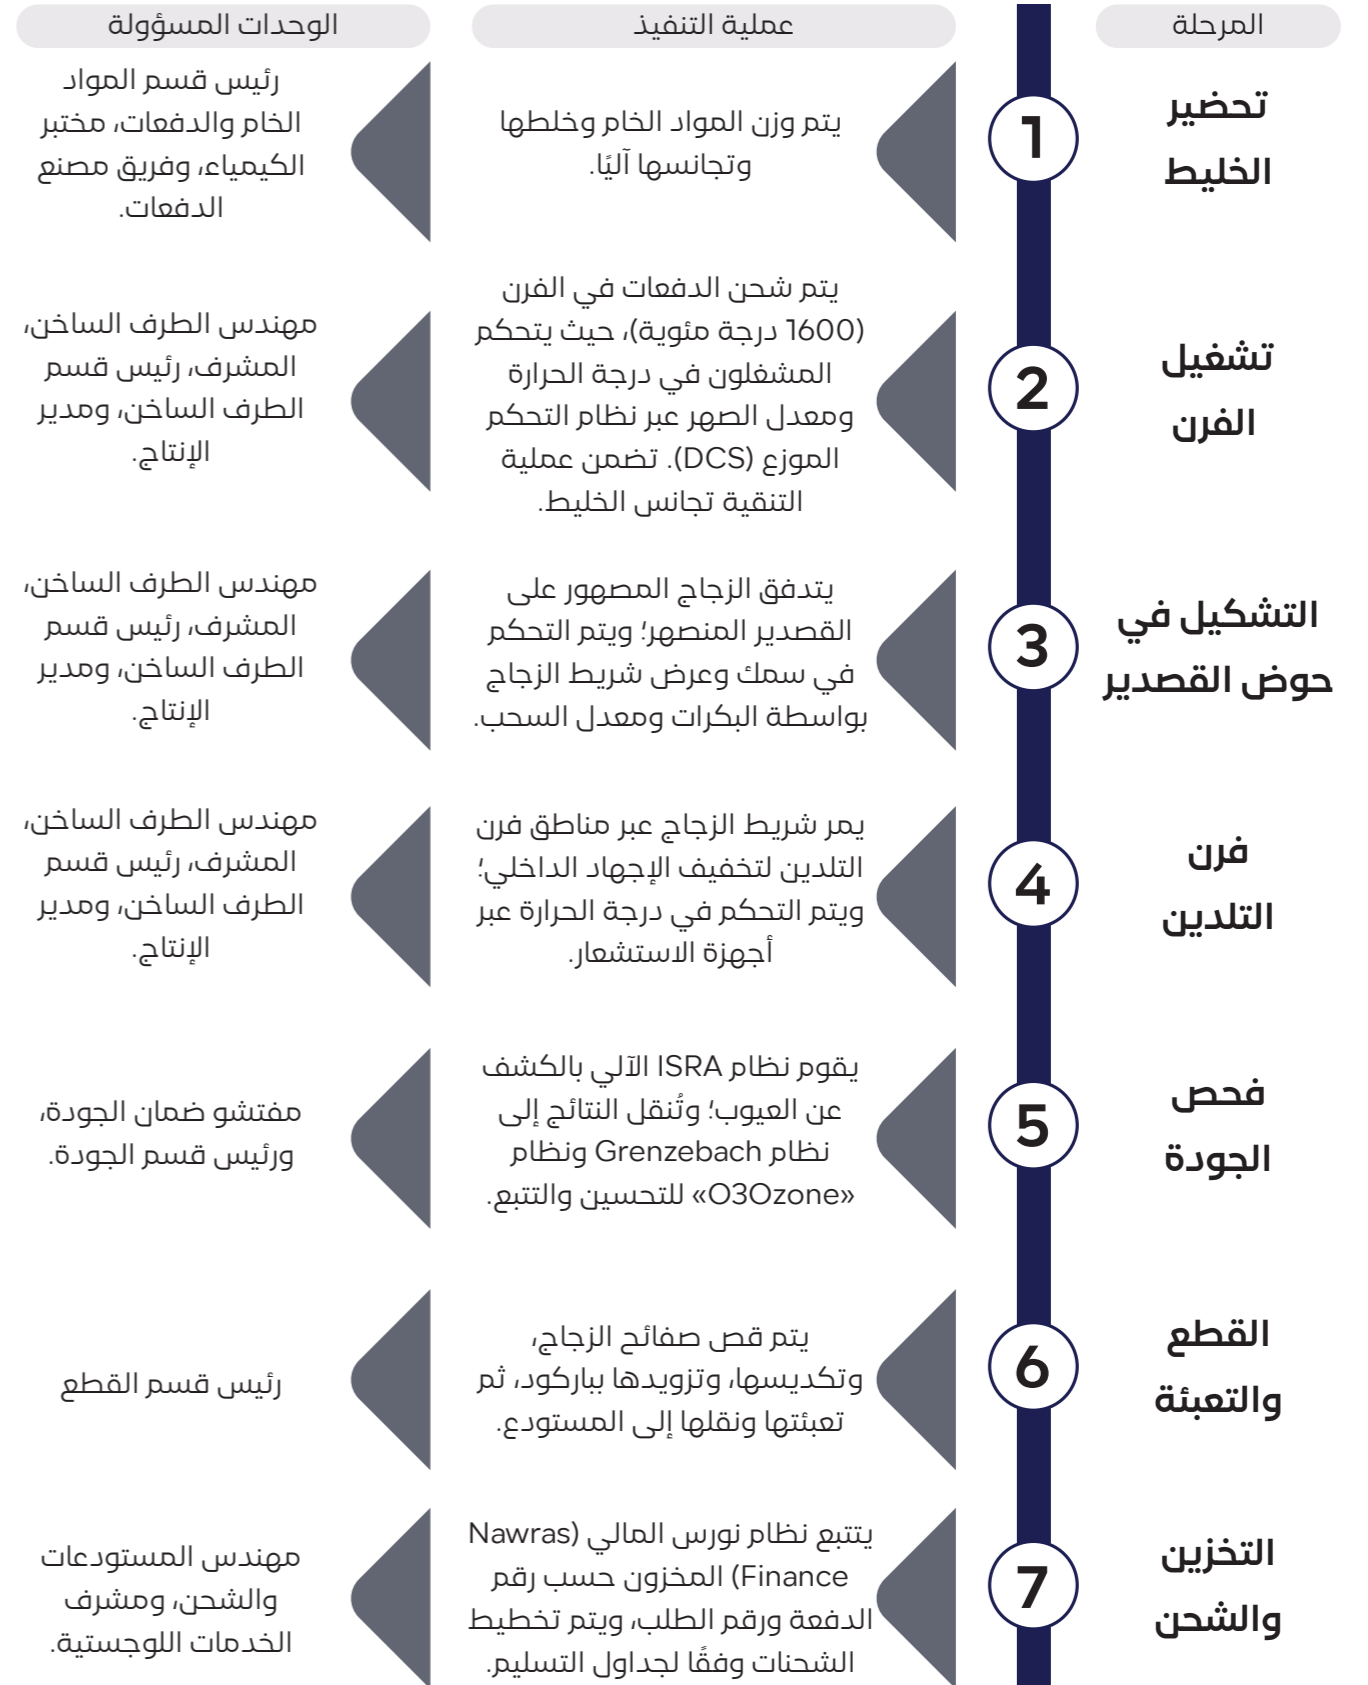 المرحلة
عملية التنفيذ
الوحدات المسؤولة
1
تحضير
الخليط
يتم وزن المواد الخام وخلطها
وتجانسها آليًا.
رئيس قسم المواد
الخام والدفعات، مختبر
الكيمياء، وفريق مصنع
الدفعات.
2
تشغيل
الفرن
يتم شحن الدفعات في الفرن
(1600 درجة مئوية)، حيث يتحكم
المشغلون في درجة الحرارة
ومعدل الصهر عبر نظام التحكم
الموزع (DCS). تضمن عملية
التنقية تجانس الخليط.
مهندس الطرف الساخن،
المشرف، رئيس قسم
الطرف الساخن، ومدير
الإنتاج.
3
التشكيل في
حوض القصدير
يتدفق الزجاج المصهور على
القصدير المنصهر؛ ويتم التحكم
في سمك وعرض شريط الزجاج
بواسطة البكرات ومعدل السحب.
مهندس الطرف الساخن،
المشرف، رئيس قسم
الطرف الساخن، ومدير
الإنتاج.
4
فرن
التلدين
يمر شريط الزجاج عبر مناطق فرن
التلدين لتخفيف الإجهاد الداخلي؛
ويتم التحكم في درجة الحرارة عبر
أجهزة الاستشعار.
مهندس الطرف الساخن،
المشرف، رئيس قسم
الطرف الساخن، ومدير
الإنتاج.
5
فحص
الجودة
يقوم نظام ISRA الآلي بالكشف
عن العيوب؛ وتُنقل النتائج إلى
نظام Grenzebach ونظام
«O3Ozone» للتحسين والتتبع.
مفتشو ضمان الجودة،
ورئيس قسم الجودة.
6
القطع
والتعبئة
يتم قص صفائح الزجاج،
وتكديسها، وتزويدها بباركود، ثم
تعبئتها ونقلها إلى المستودع.
رئيس قسم القطع
7
التخزين
والشحن
يتتبع نظام نورس المالي (Nawras
Finance) المخزون حسب رقم
الدفعة ورقم الطلب، ويتم تخطيط
الشحنات وفقًا لجداول التسليم.
مهندس المستودعات
والشحن، ومشرف
الخدمات اللوجستية.